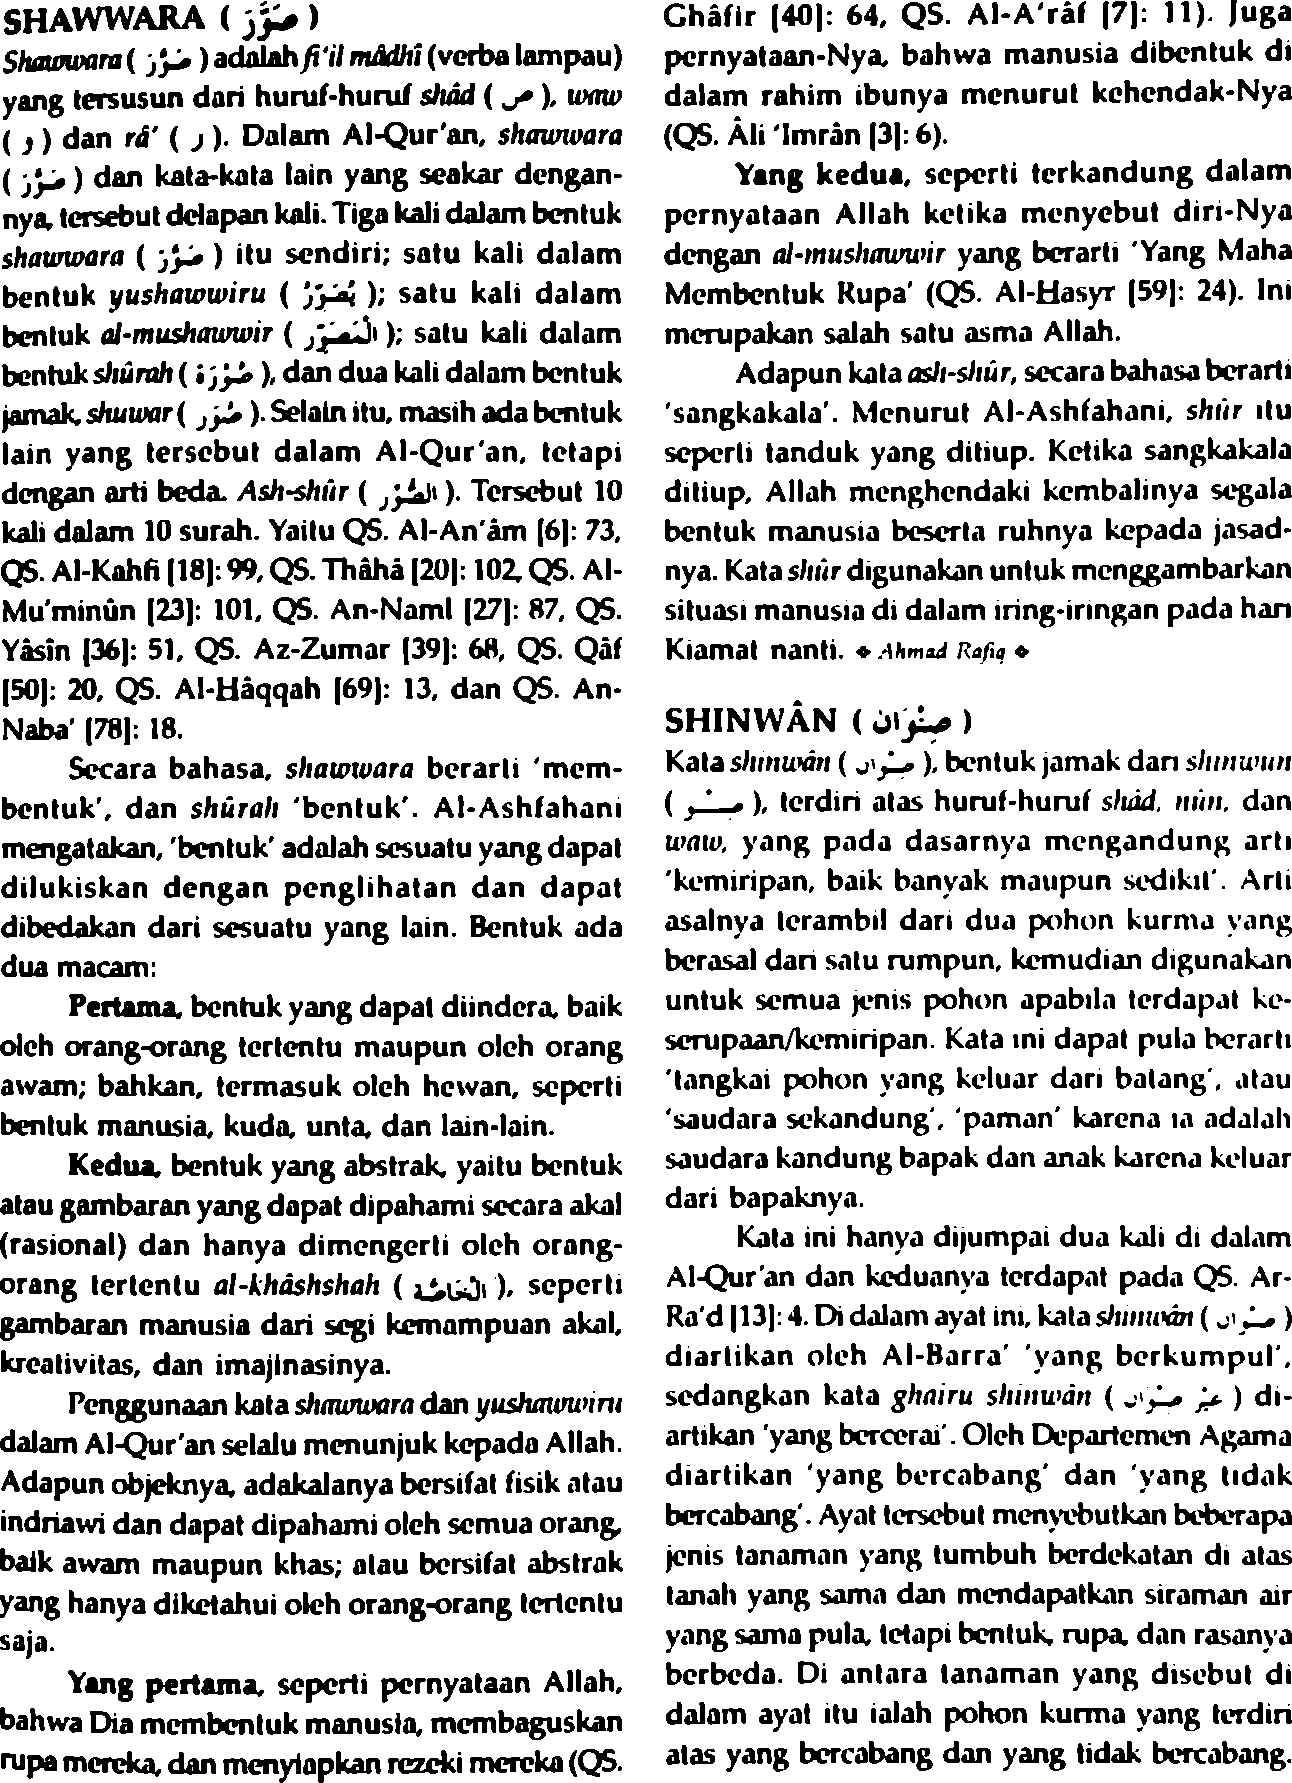 SHAWWARA ( صَوَّرَ )
Shawwara ( صَوَّرَ ) adalah fi'il mâdhî (verba lampau)
yang tersusun dari huruf-huruf shâd ( ص ), waw
( و ) dan râ' ( ر ). Dalam Al-Qur'an, shawwara
( صَوَّرَ ) dan kata-kata lain yang seakar dengan-
nya, tersebut delapan kali. Tiga kali dalam bentuk
shawwara ( صَوَّرَ ) itu sendiri; satu kali dalam
bentuk yushawwiru ( يُصَوِّرُ ); satu kali dalam
bentuk al-mushawwir ( الْمُصَوِّرُ ); satu kali dalam
bentuk shûrah ( صُوْرَة ), dan dua kali dalam bentuk
jamak, shuwar ( صُوَر ). Selain itu, masih ada bentuk
lain yang tersebut dalam Al-Qur'an, tetapi
dengan arti beda. Ash-shûr ( الصُّوْر ). Tersebut 10
kali dalam 10 surah. Yaitu QS. Al-An'âm [6]: 73,
QS. Al-Kahfi [18]: 99, QS. Thâhâ [20]: 102, QS. Al-
Mu'minûn [23]: 101, QS. An-Naml [27]: 87, QS.
Yâsîn [36]: 51, QS. Az-Zumar [39]: 68, QS. Qâf
[50]: 20, QS. Al-Hâqqah [69]: 13, dan QS. An-
Naba' [78]: 18.
Secara bahasa, shawwara berarti 'mem-
bentuk', dan shûrah 'bentuk'. Al-Ashfahani
mengatakan, 'bentuk' adalah sesuatu yang dapat
dilukiskan dengan penglihatan dan dapat
dibedakan dari sesuatu yang lain. Bentuk ada
dua macam:
Pertama, bentuk yang dapat diindera, baik
oleh orang-orang tertentu maupun oleh orang
awam; bahkan, termasuk oleh hewan, seperti
bentuk manusia, kuda, unta, dan lain-lain.
Kedua, bentuk yang abstrak, yaitu bentuk
atau gambaran yang dapat dipahami secara akal
(rasional) dan hanya dimengerti oleh orang-
orang tertentu al-khâshshah ( الْخَاصَّة ), seperti
gambaran manusia dari segi kemampuan akal,
kreativitas, dan imajinasinya.
Penggunaan kata shawwara dan yushawwiru
dalam Al-Qur'an selalu menunjuk kepada Allah.
Adapun objeknya, adakalanya bersifat fisik atau
indriawi dan dapat dipahami oleh semua orang,
baik awam maupun khas; atau bersifat abstrak
yang hanya diketahui oleh orang-orang tertentu
saja.
Yang pertama, seperti pernyataan Allah,
bahwa Dia membentuk manusia, membaguskan
rupa mereka, dan menyiapkan rezeki mereka (QS.
Ghâfir [40]: 64, QS. Al-A'râf [7]: 11). Juga
pernyataan-Nya, bahwa manusia dibentuk di
dalam rahim ibunya menurut kehendak-Nya
(QS. Âli 'Imrân [3]: 6).
Yang kedua, seperti terkandung dalam
pernyataan Allah ketika menyebut diri-Nya
dengan al-mushawwir yang berarti 'Yang Maha
Membentuk Rupa' (QS. Al-Hasyr [59]: 24). Ini
merupakan salah satu asma Allah.
Adapun kata ash-shûr, secara bahasa berarti
'sangkakala'. Menurut Al-Ashfahani, shûr itu
seperti tanduk yang ditiup. Ketika sangkakala
ditiup, Allah menghendaki kembalinya segala
bentuk manusia beserta ruhnya kepada jasad-
nya. Kata shûr digunakan untuk menggambarkan
situasi manusia di dalam iring-iringan pada hari
Kiamat nanti. ❖ Ahmad Rafiq ❖
SHINWÂN ( صِنْوَان )
Kata shinwân ( صِنْوَان ), bentuk jamak dari shinwun
( صِنْو ), terdiri atas huruf-huruf shâd, nûn, dan
waw, yang pada dasarnya mengandung arti
'kemiripan, baik banyak maupun sedikit'. Arti
asalnya terambil dari dua pohon kurma yang
berasal dari satu rumpun, kemudian digunakan
untuk semua jenis pohon apabila terdapat ke-
serupaan/kemiripan. Kata ini dapat pula berarti
'tangkai pohon yang keluar dari batang', atau
'saudara sekandung', 'paman' karena ia adalah
saudara kandung bapak dan anak karena keluar
dari bapaknya.
Kata ini hanya dijumpai dua kali di dalam
Al-Qur'an dan keduanya terdapat pada QS. Ar-
Ra'd [13]: 4. Di dalam ayat ini, kata shinwân ( صِنْوَان )
diartikan oleh Al-Barra' 'yang berkumpul',
sedangkan kata ghairu shinwân ( غَيْرُ صِنْوَان ) di-
artikan 'yang bercerai'. Oleh Departemen Agama
diartikan 'yang bercabang' dan 'yang tidak
bercabang'. Ayat tersebut menyebutkan beberapa
jenis tanaman yang tumbuh berdekatan di atas
tanah yang sama dan mendapatkan siraman air
yang sama pula, tetapi bentuk, rupa, dan rasanya
berbeda. Di antara tanaman yang disebut di
dalam ayat itu ialah pohon kurma yang terdiri
atas yang bercabang dan yang tidak bercabang.